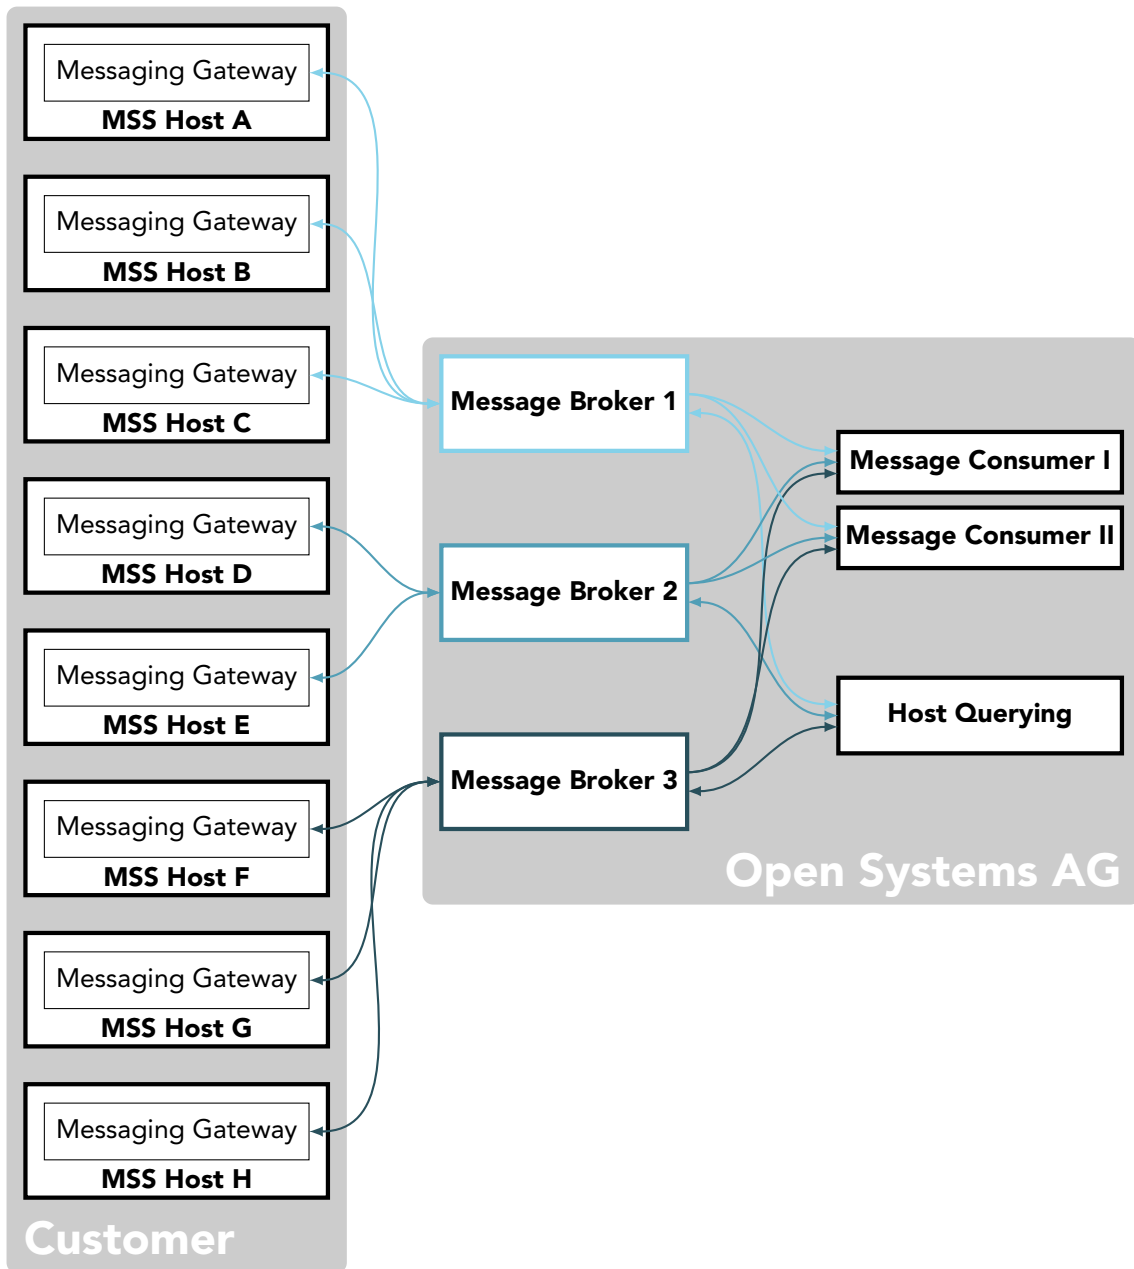 Messaging Gateway
MSS Host A
Messaging Gateway
MSS Host B
Messaging Gateway
MSS Host C
Messaging Gateway
MSS Host D
Messaging Gateway
MSS Host E
Messaging Gateway
MSS Host F
Messaging Gateway
MSS Host G
Messaging Gateway
MSS Host H
Customer
Message Broker 1
Message Broker 2
Message Broker 3
Message Consumer I
Message Consumer II
Host Querying
Open Systems AG